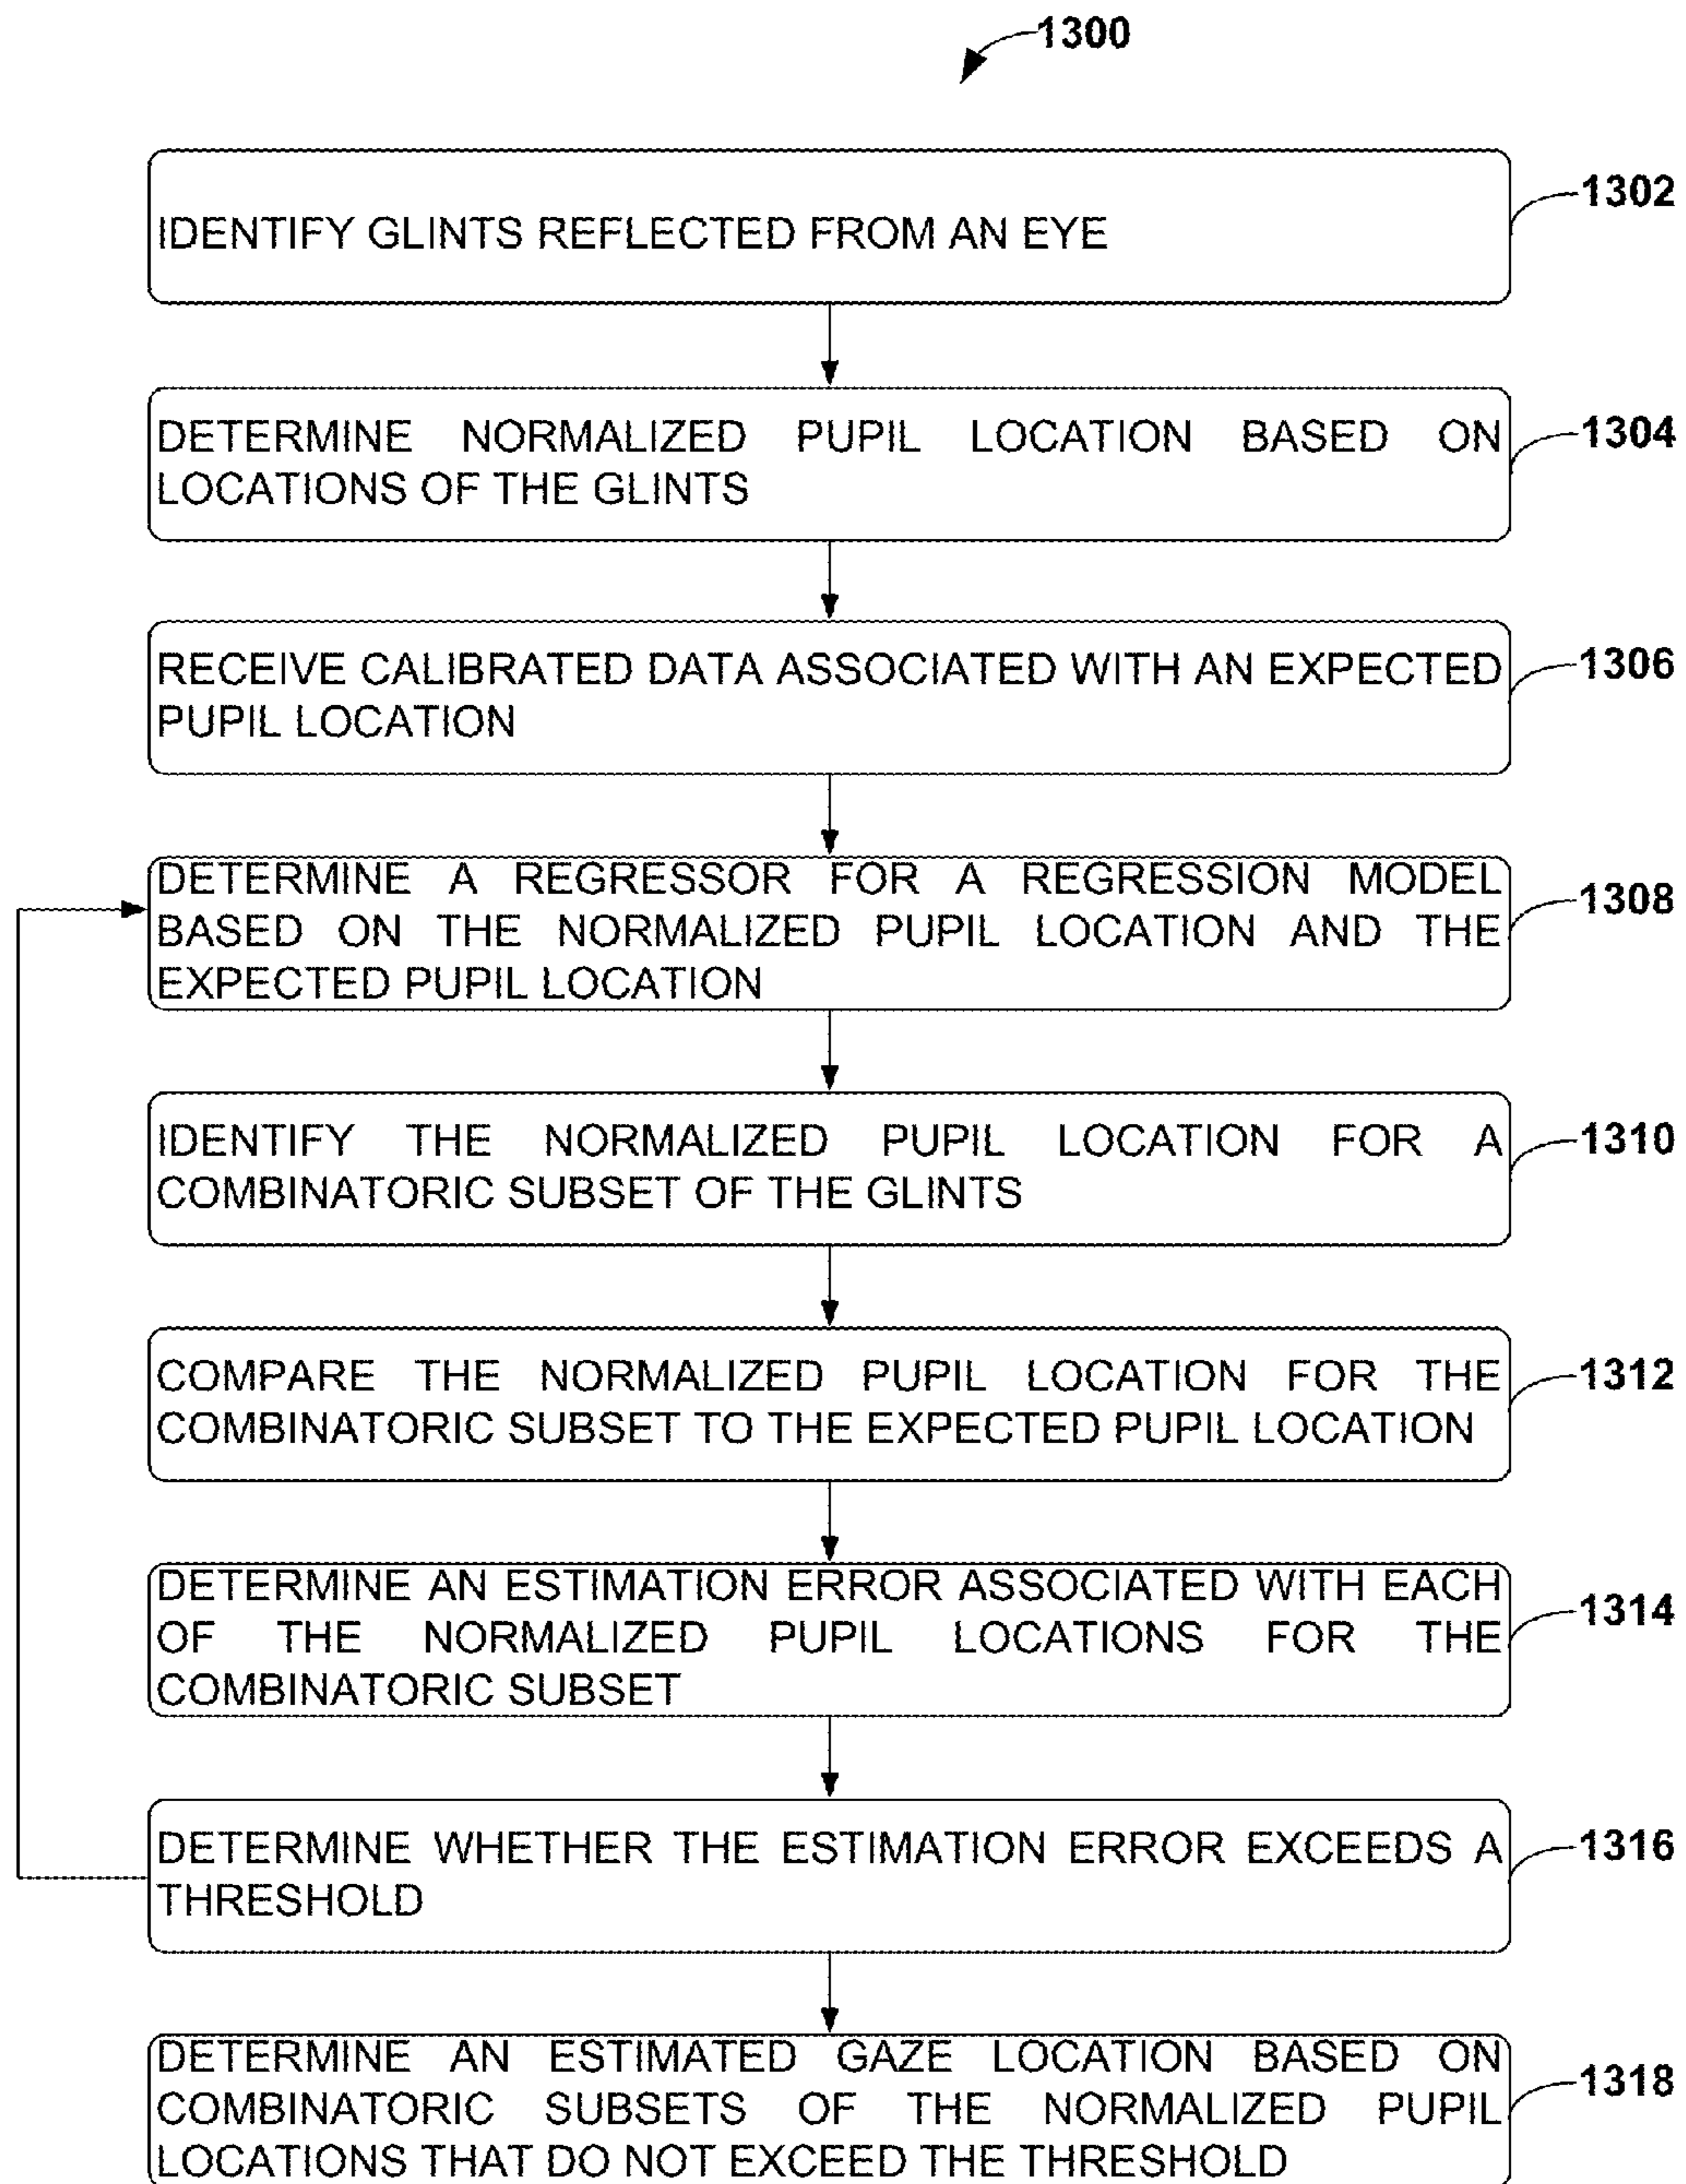 1300
IDENTIFY GLINTS REFLECTED FROM AN EYE
1302
DETERMINE NORMALIZED PUPIL LOCATION BASED ON
LOCATIONS OF THE GLINTS
1304
RECEIVE CALIBRATED DATA ASSOCIATED WITH AN EXPECTED
PUPIL LOCATION
1306
DETERMINE A REGRESSOR FOR A REGRESSION MODEL
BASED ON THE NORMALIZED PUPIL LOCATION AND THE
EXPECTED PUPIL LOCATION
1308
IDENTIFY THE NORMALIZED PUPIL LOCATION FOR A
COMBINATORIC SUBSET OF THE GLINTS
1310
COMPARE THE NORMALIZED PUPIL LOCATION FOR THE
COMBINATORIC SUBSET TO THE EXPECTED PUPIL LOCATION
1312
DETERMINE AN ESTIMATION ERROR ASSOCIATED WITH EACH
OF THE NORMALIZED PUPIL LOCATIONS FOR THE
COMBINATORIC SUBSET
1314
DETERMINE WHETHER THE ESTIMATION ERROR EXCEEDS A
THRESHOLD
1316
DETERMINE AN ESTIMATED GAZE LOCATION BASED ON
COMBINATORIC SUBSETS OF THE NORMALIZED PUPIL
LOCATIONS THAT DO NOT EXCEED THE THRESHOLD
1318